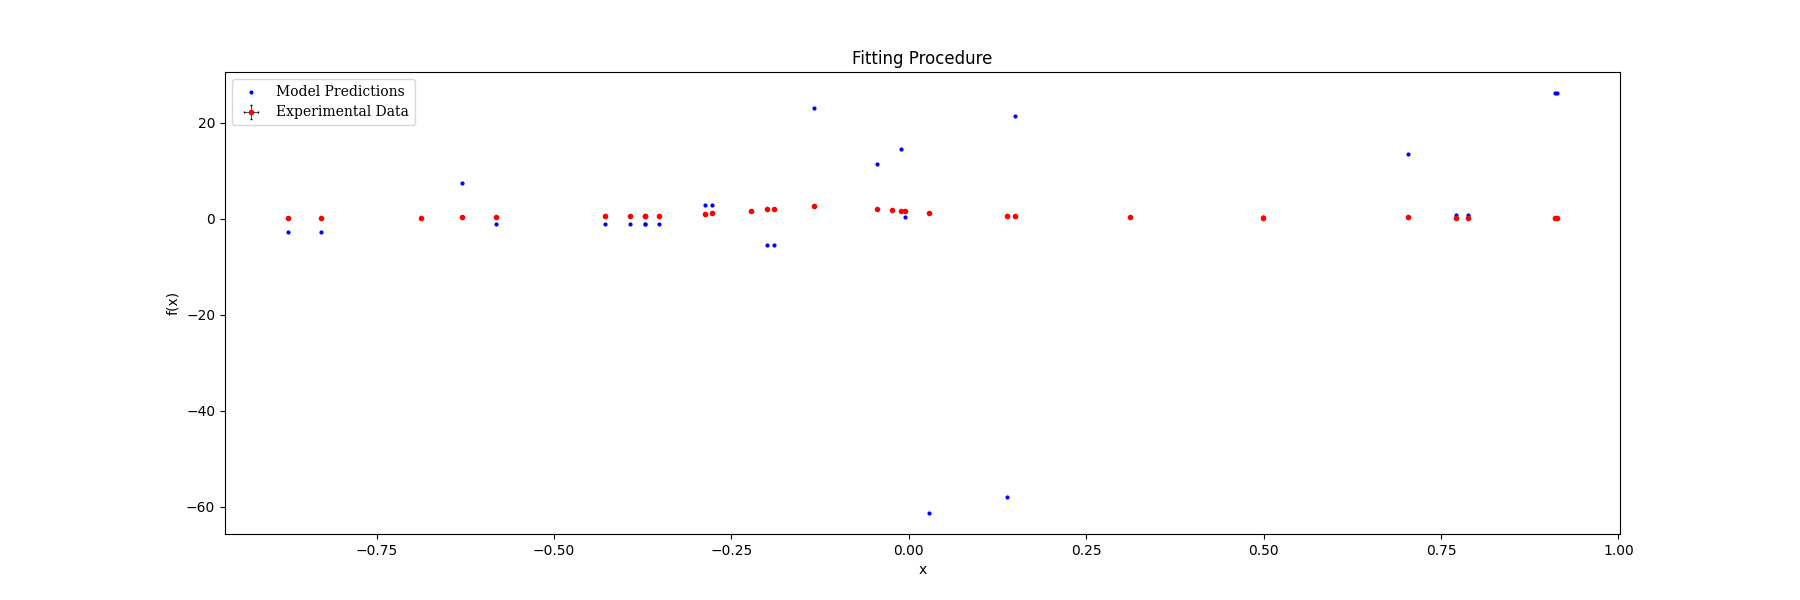 Fitting Procedure
Model Predictions
Experimental Data
20
0
−20
−40
−60
f(x)
−0.75
−0.50
−0.25
0.00
0.25
0.50
0.75
1.00
x